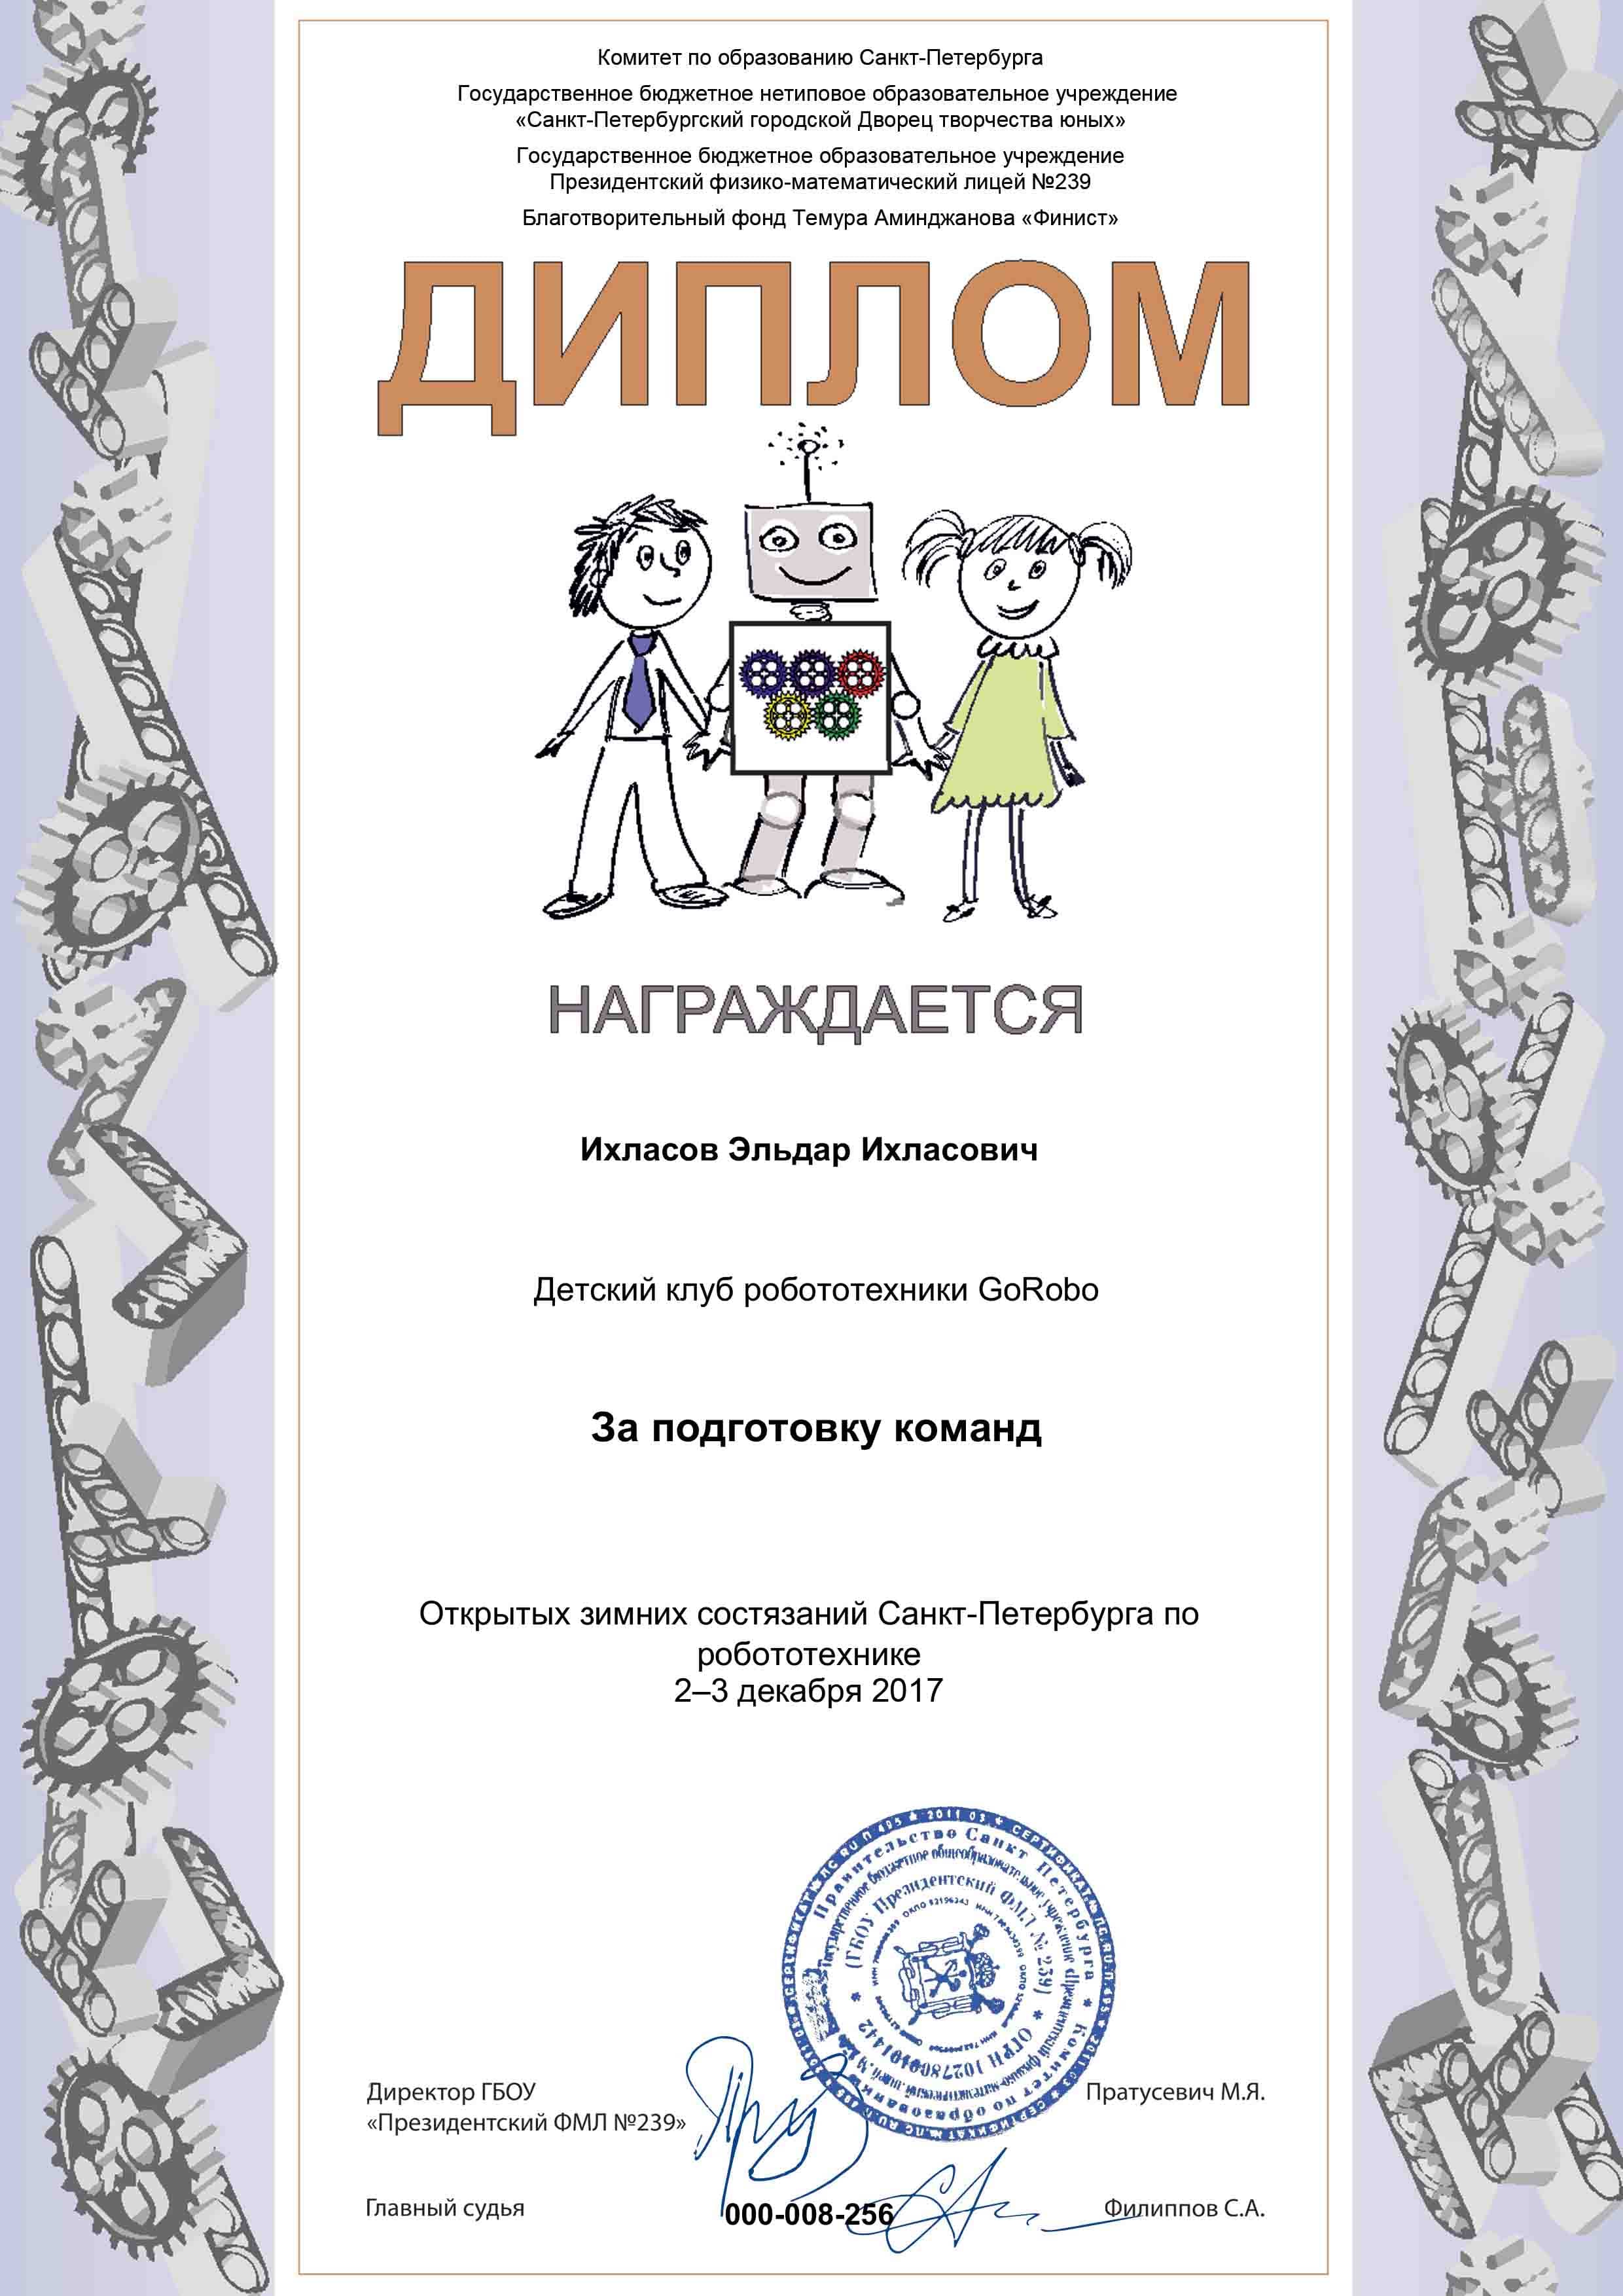 Комитет по образованию Санкт-Петербурга
Государственное бюджетное нетиповое образовательное учреждение
«Санкт-Петербургский городской Дворец творчества юных»
Государственное бюджетное образовательное учреждение
Президентский физико-математический лицей №239
Благотворительный фонд Темура Аминджанова «Финист»
ДИПЛОМ
НАГРАЖДАЕТСЯ
Ихласов Эльдар Ихласович
Детский клуб робототехники GoRobo
За подготовку команд
Открытых зимних состязаний Санкт-Петербурга по
робототехнике
2–3 декабря 2017
Правительство Санкт Петербурга * Комитет по образованию
(ГБОУ Президентский ФМЛ № 239) * ОГРН
Директор ГБОУ
«Президентский ФМЛ №239»
Пратусевич М.Я.
Главный судья
000-008-256
Филиппов С.А.